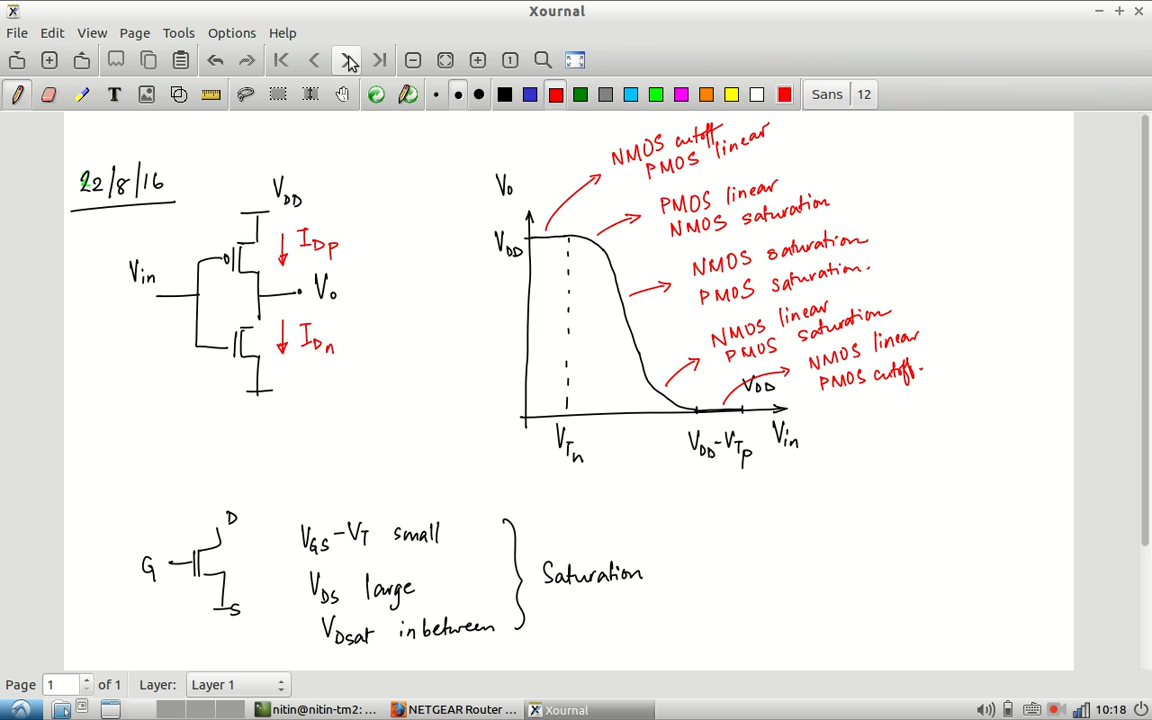 Xournal
File Edit View Page Tools Options Help
Sans 12
22/8/16
VDD
IDp
Vin
Vo
IDn
Vo
VDD
NMOS cutoff
PMOS linear
PMOS linear
NMOS saturation
NMOS saturation
PMOS saturation.
NMOS linear
PMOS saturation
NMOS linear
PMOS cutoff.
VDD
VTn
VDD-VTp
Vin
D
G
S
VGS-VT small
VDS large
VDsat inbetween
Saturation
Page 1 of 1 Layer: Layer 1
nitin@nitin-tm2: ... NETGEAR Router ... Xournal 10:18